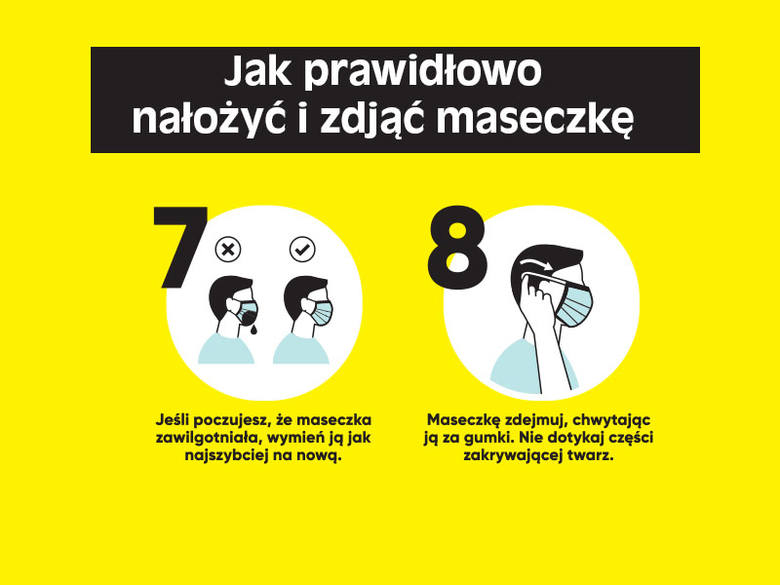 Jak prawidłowo
nałożyć i zdjąć maseczkę
7
Jeśli poczujesz, że maseczka
zawilgotniała, wymień ją jak
najszybciej na nową.
8
Maseczkę zdejmuj, chwytając
ją za gumki. Nie dotykaj części
zakrywającej twarz.